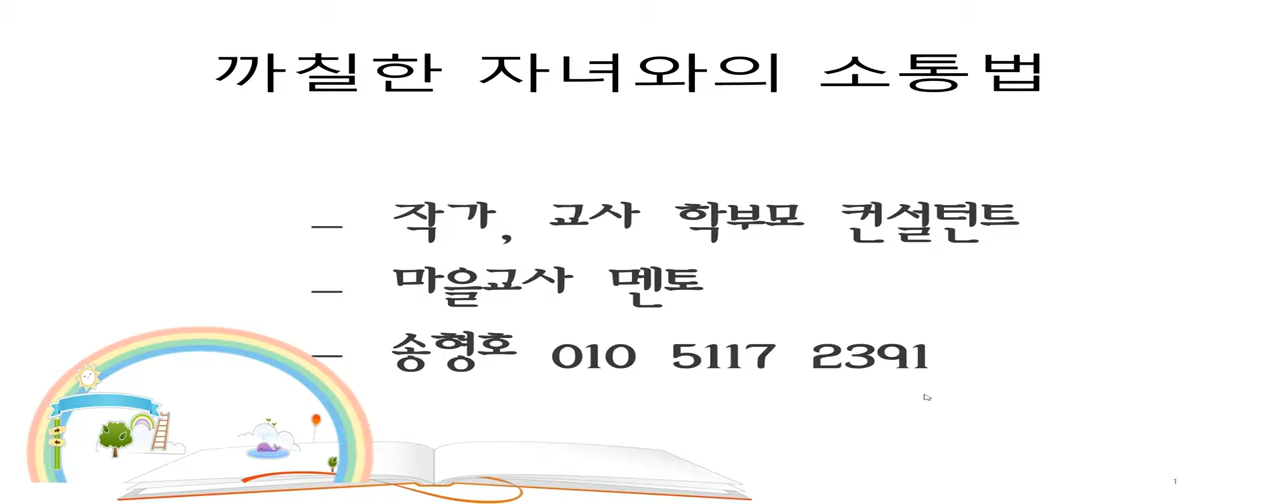 까칠한 자녀와의 소통법
– 작가, 교사 학부모 컨설턴트
– 마을교사 멘토
– 송형호 010 5117 2391
1